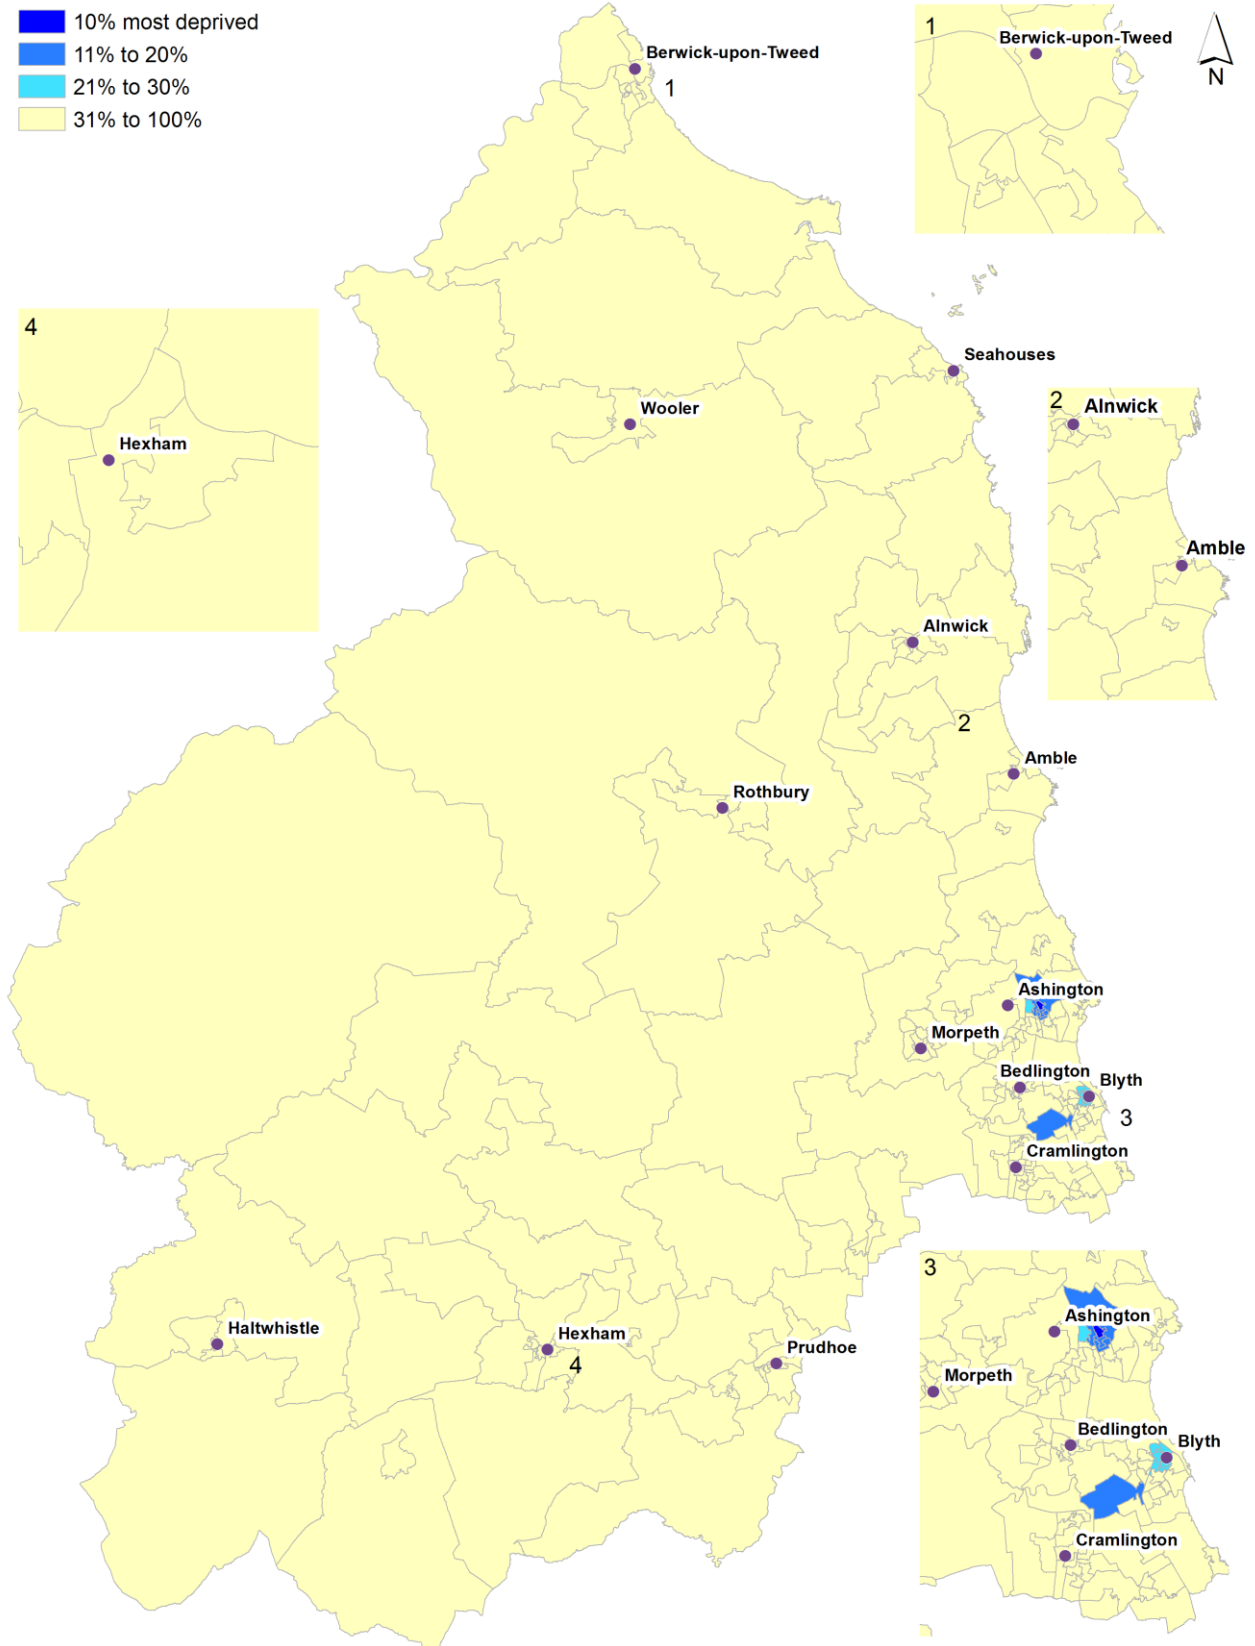 10% most deprived
11% to 20%
21% to 30%
31% to 100%
Berwick-upon-Tweed
1
1
Berwick-upon-Tweed
N
4
Hexham
Seahouses
Wooler
2
Alnwick
Amble
Alnwick
2
Amble
Rothbury
Ashington
Morpeth
Bedlington
Blyth
3
Cramlington
3
Ashington
Morpeth
Bedlington
Blyth
Cramlington
Haltwhistle
Hexham
4
Prudhoe